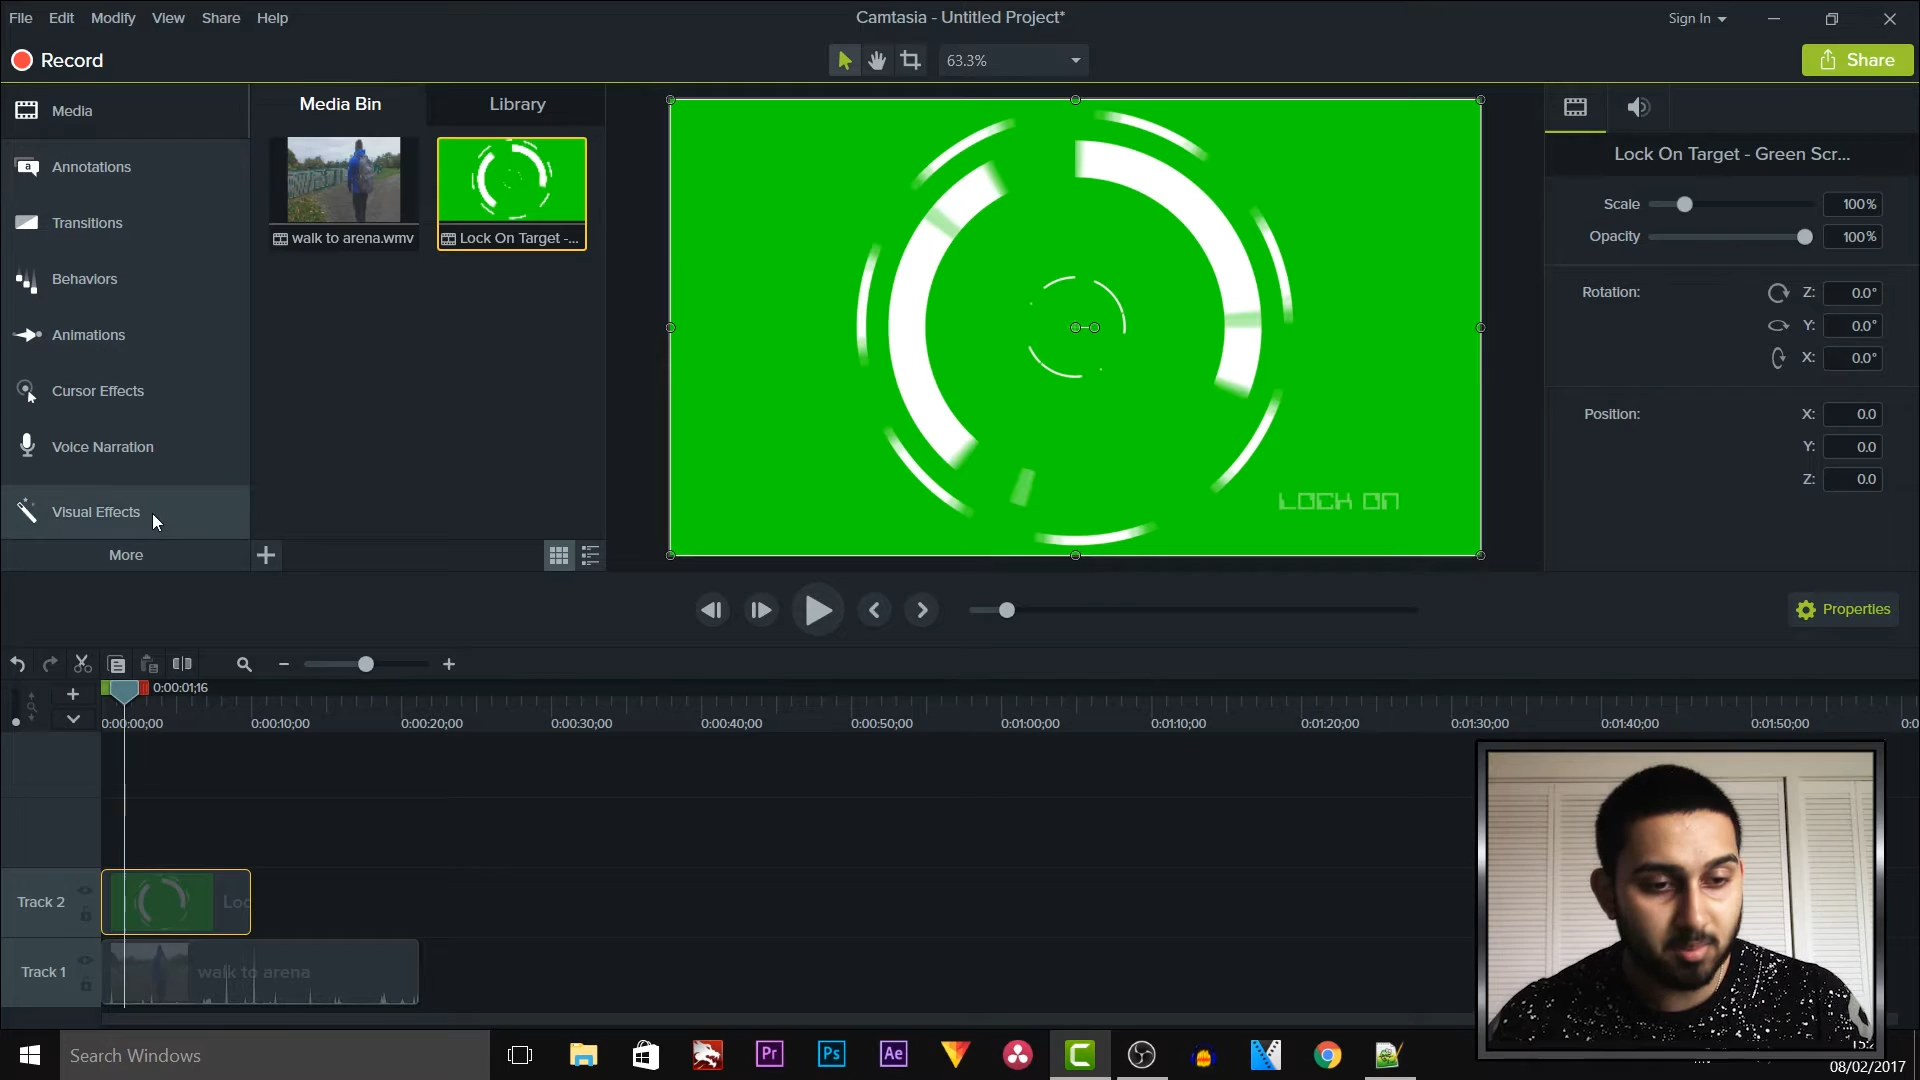 File Edit Modify View Share Help
Camtasia - Untitled Project*
Sign In
Record
63.3%
Share
Media
Annotations
Transitions
Behaviors
Animations
Cursor Effects
Voice Narration
Visual Effects
More
Media Bin
Library
walk to arena.wmv
Lock On Target -...
LOCK ON
Lock On Target - Green Scr...
Scale 100%
Opacity 100%
Rotation: Z: 0.0°
Y: 0.0°
X: 0.0°
Position: X: 0.0
Y: 0.0
Z: 0.0
Properties
0:00:01;16
0:00:00;00 0:00:10;00 0:00:20;00 0:00:30;00 0:00:40;00 0:00:50;00 0:01:00;00 0:01:10;00 0:01:20;00 0:01:30;00 0:01:40;00 0:01:50;00 0:0
Track 2
Loc
Track 1
walk to arena
Search Windows
Pr
Ps
Ae
08/02/2017